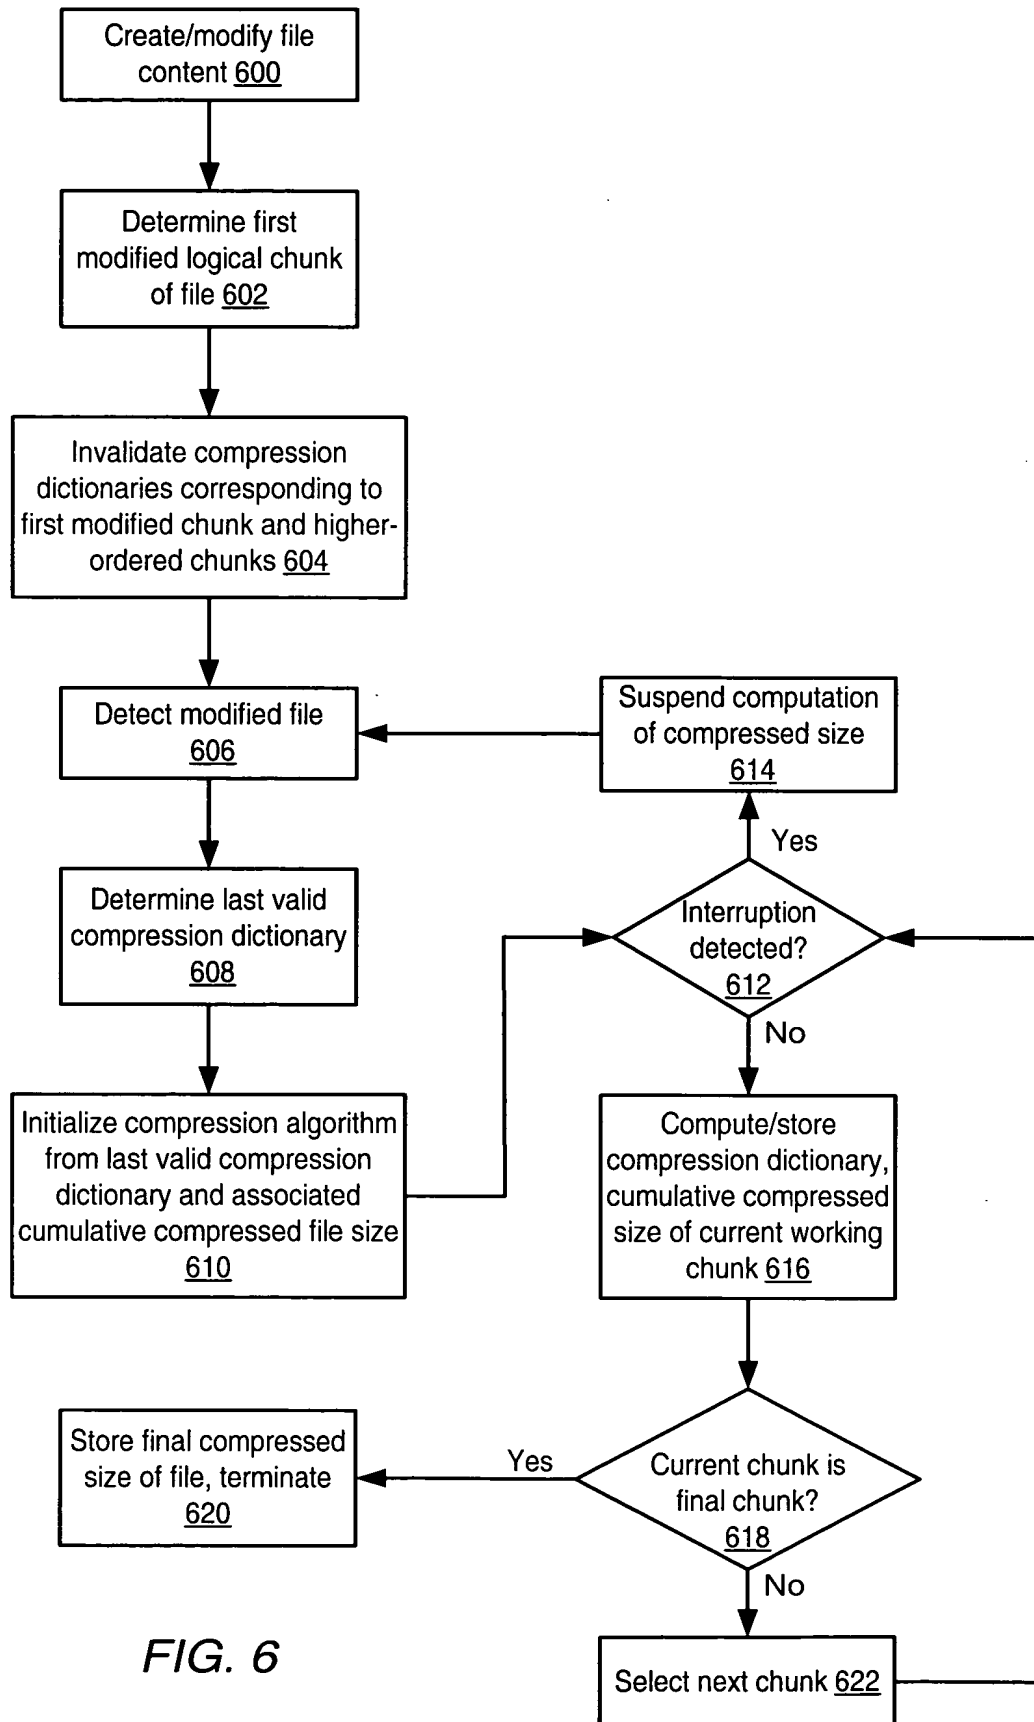 Create/modify file
content 600
Determine first
modified logical chunk
of file 602
Invalidate compression
dictionaries corresponding to
first modified chunk and higher-
ordered chunks 604
Detect modified file
606
Suspend computation
of compressed size
614
Yes
Determine last valid
compression dictionary
608
Interruption
detected?
612
No
Initialize compression algorithm
from last valid compression
dictionary and associated
cumulative compressed file size
610
Compute/store
compression dictionary,
cumulative compressed
size of current working
chunk 616
Store final compressed
size of file, terminate
620
Yes
Current chunk is
final chunk?
618
No
Select next chunk 622
FIG. 6